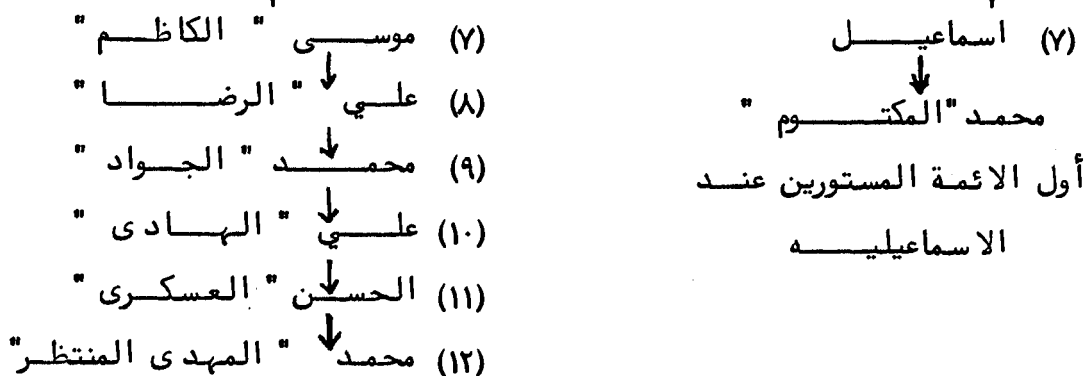 (٧) اسماعيل
محمد "المكتوم"
أول الائمة المستورين عند
الاسماعيليه
(٧) موسى " الكاظم "
(٨) علي " الرضا "
(٩) محمد " الجواد "
(١٠) علي " الهادى "
(١١) الحسن " العسكرى "
(١٢) محمد " المهدى المنتظر"